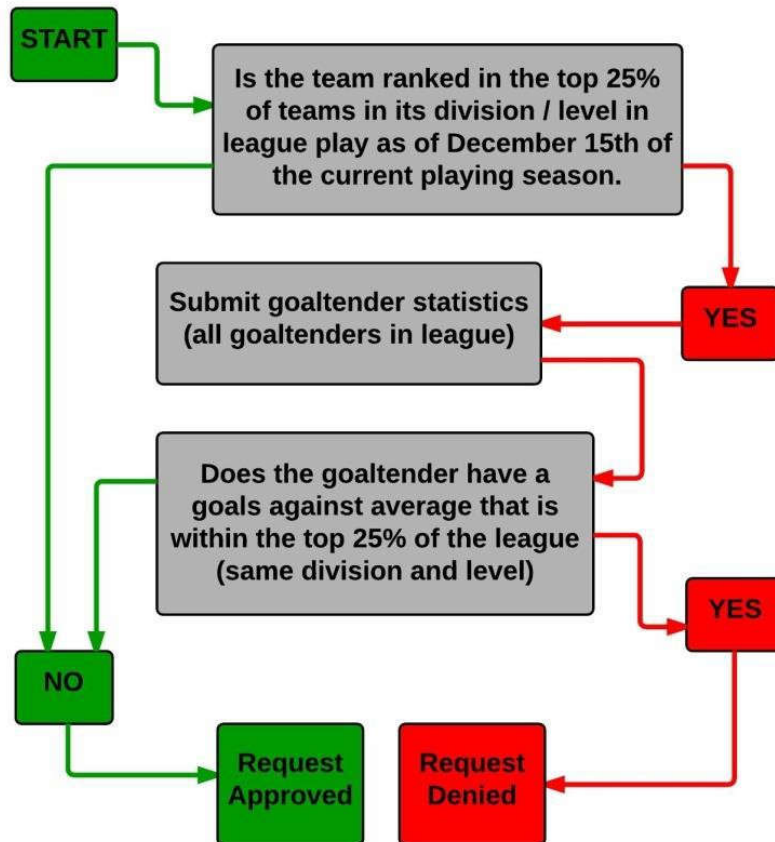 START
Is the team ranked in the top 25%
of teams in its division / level in
league play as of December 15th of
the current playing season.
YES
Submit goaltender statistics
(all goaltenders in league)
Does the goaltender have a
goals against average that is
within the top 25% of the league
(same division and level)
YES
NO
Request
Approved
Request
Denied